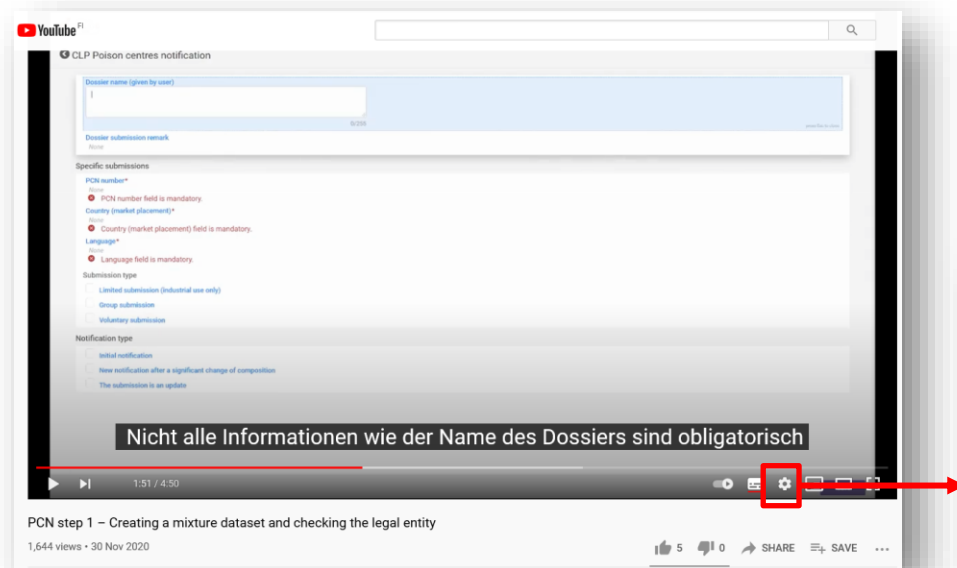 YouTube FI
CLP Poison centres notification
Dossier name (given by user)
0/255
Dossier submission remark
None
Specific submissions
PCN number*
None
PCN number field is mandatory.
Country (market placement)*
None
Country (market placement) field is mandatory.
Language*
None
Language field is mandatory.
Submission type
Limited submission (industrial use only)
Group submission
Voluntary submission
Notification type
Initial notification
New notification after a significant change of composition
The submission is an update
Nicht alle Informationen wie der Name des Dossiers sind obligatorisch
1:51 / 4:50
PCN step 1 – Creating a mixture dataset and checking the legal entity
1,644 views • 30 Nov 2020
5 0 SHARE SAVE ...